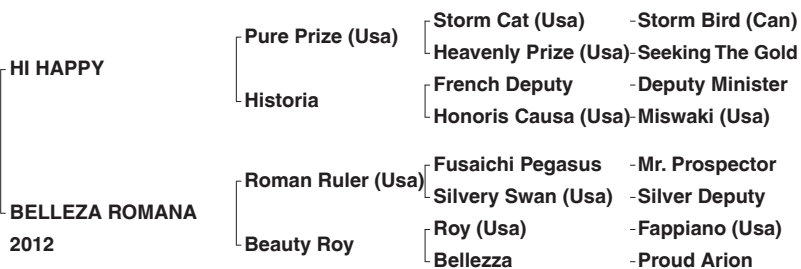 Storm Cat (Usa) - Storm Bird (Can)
Pure Prize (Usa)
Heavenly Prize (Usa) - Seeking The Gold
HI HAPPY
French Deputy - Deputy Minister
Historia
Honoris Causa (Usa) - Miswaki (Usa)
Fusaichi Pegasus - Mr. Prospector
Roman Ruler (Usa)
Silvery Swan (Usa) - Silver Deputy
BELLEZA ROMANA
Roy (Usa) - Fappiano (Usa)
2012
Beauty Roy
Bellezza - Proud Arion